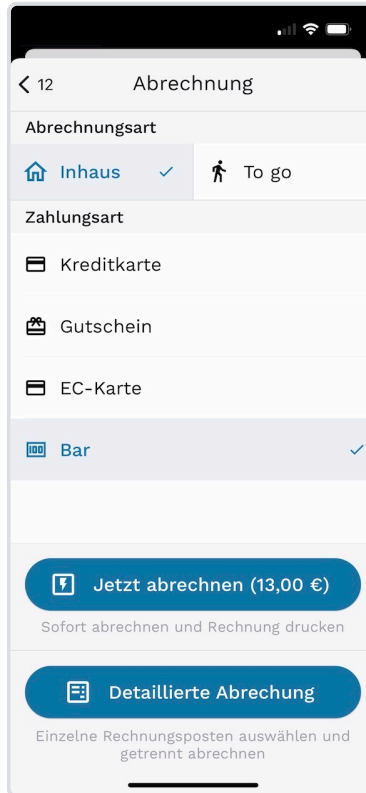 12 Abrechnung
Abrechnungsart
Inhaus To go
Zahlungsart
Kreditkarte
Gutschein
EC-Karte
100 Bar
Jetzt abrechnen (13,00 €)
Sofort abrechnen und Rechnung drucken
Detaillierte Abrechung
Einzelne Rechnungsposten auswählen und
getrennt abrechnen